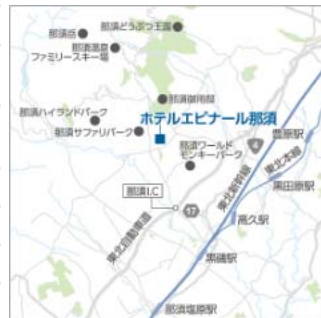 那須どうぶつ王国
那須岳
那須温泉
ファミリースキー場
那須御用邸
那須ハイランドパーク
ホテルエピナール那須
那須サファリパーク
豊原駅
4
那須ワールド
モンキーパーク
東北本線
東北新幹線
黒田原駅
那須I.C
17
高久駅
東北自動車道
黒磯駅
那須塩原駅